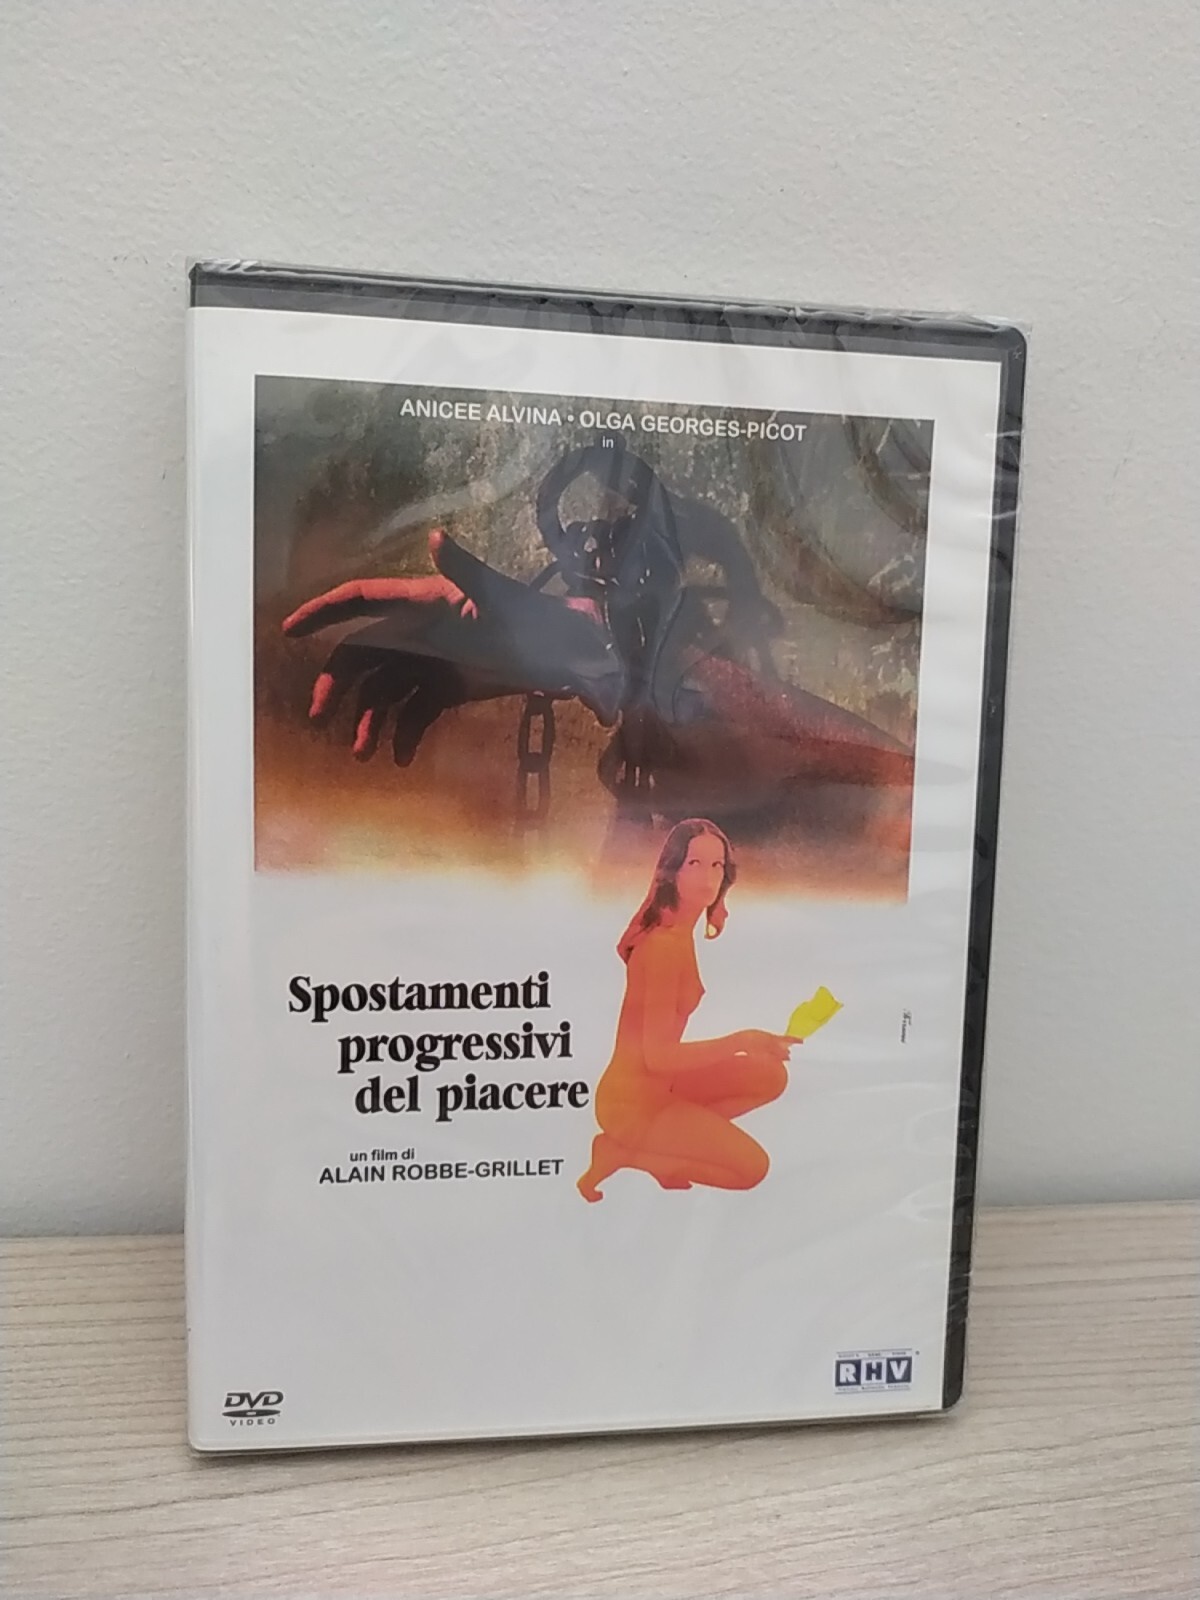 ANICEE ALVINA • OLGA GEORGES-PICOT
in
Spostamenti
progressivi
del piacere
un film di
ALAIN ROBBE-GRILLET
DVD
VIDEO
RHV